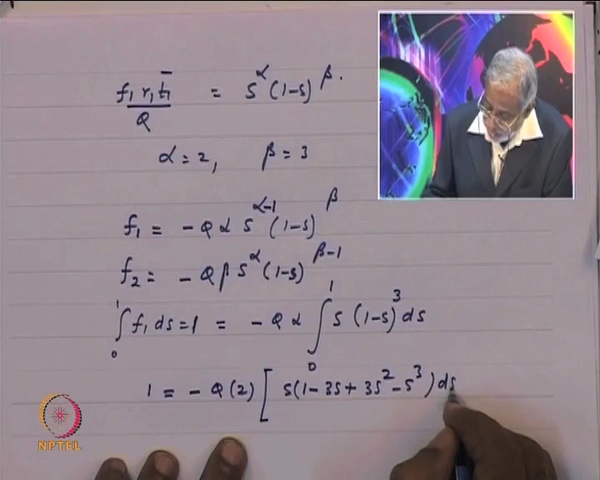 f₁ r₁ t̄₁ / Q = s^α (1-s)^β.
α = 2, β = 3
f₁ = - Q α s^(α-1) (1-s)^β
f₂ = - Q β s^α (1-s)^(β-1)
∫₀¹ f₁ ds = 1 = - Q α ∫₀¹ s (1-s)³ ds
1 = - Q (2) [ s(1 - 3s + 3s² - s³) ds
NPTEL